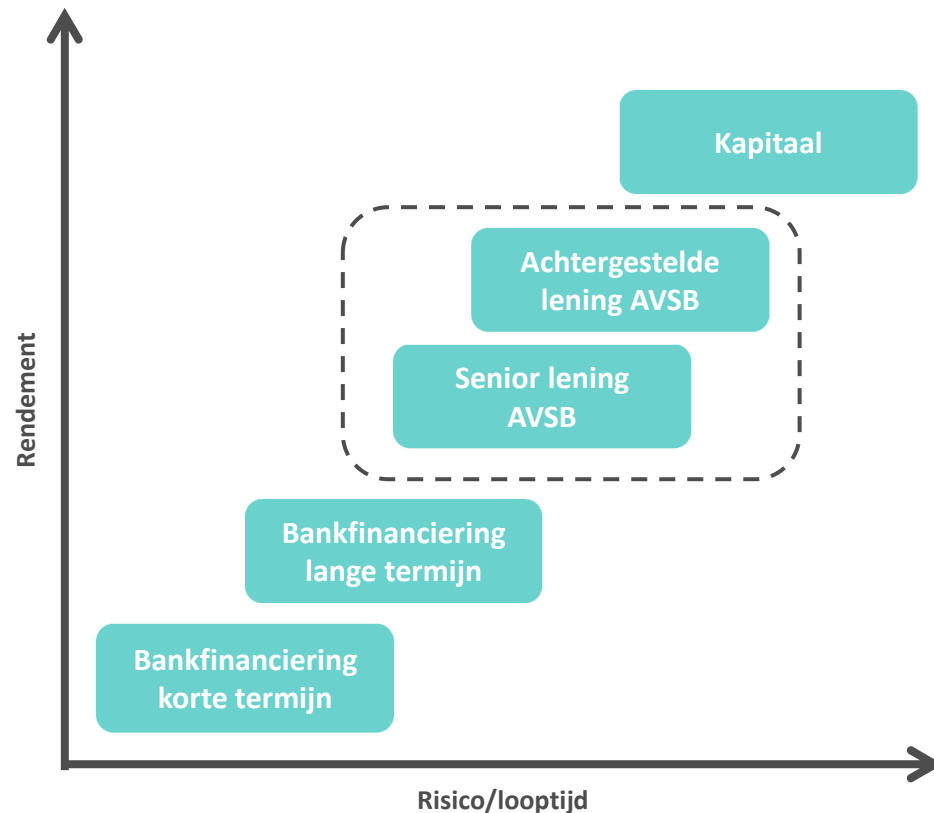 Kapitaal
Achtergestelde
lening AVSB
Senior lening
AVSB
Rendement
Bankfinanciering
lange termijn
Bankfinanciering
korte termijn
Risico/looptijd